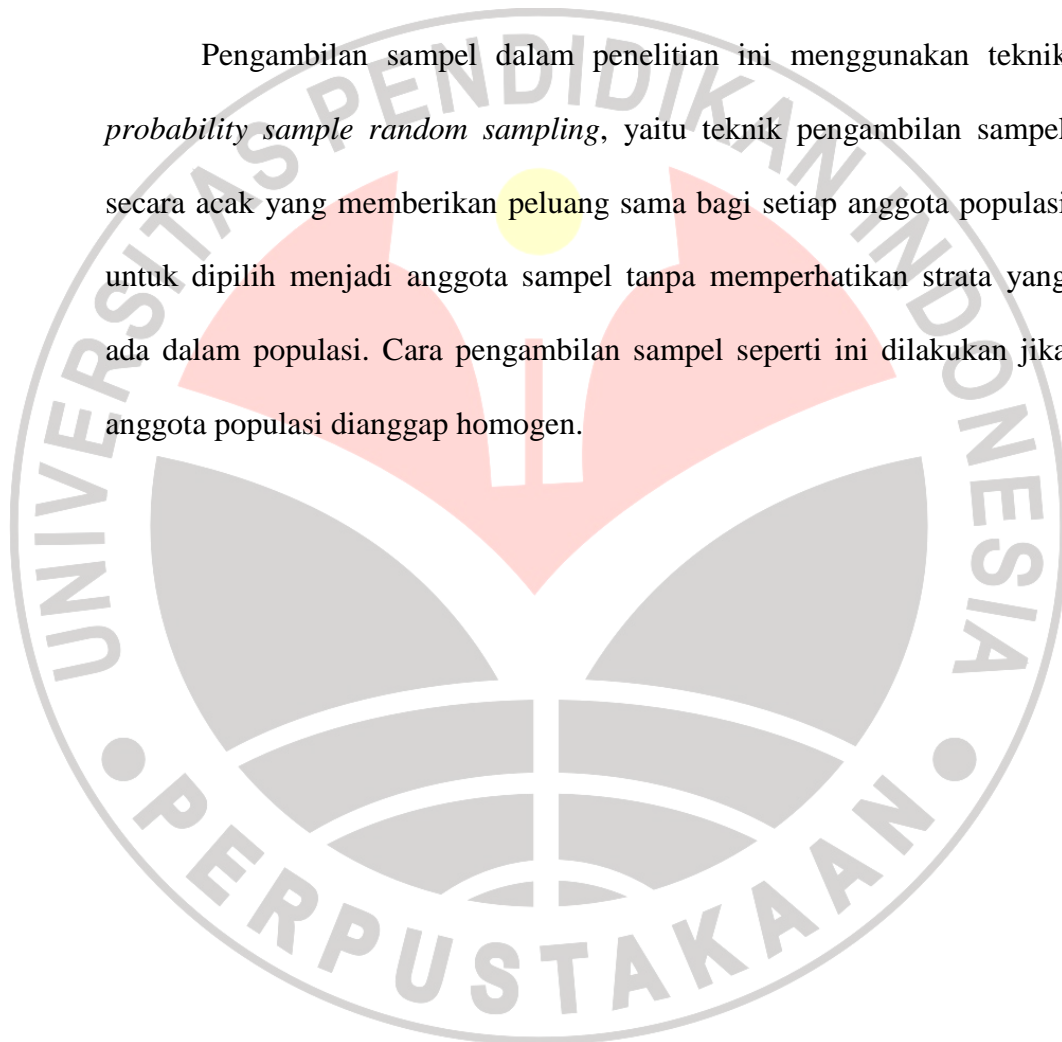 Pengambilan sampel dalam penelitian ini menggunakan teknik
probability sample random sampling, yaitu teknik pengambilan sampel
secara acak yang memberikan peluang sama bagi setiap anggota populasi
untuk dipilih menjadi anggota sampel tanpa memperhatikan strata yang
ada dalam populasi. Cara pengambilan sampel seperti ini dilakukan jika
anggota populasi dianggap homogen.
UNIVERSITAS PENDIDIKAN INDONESIA
PERPUSTAKAAN